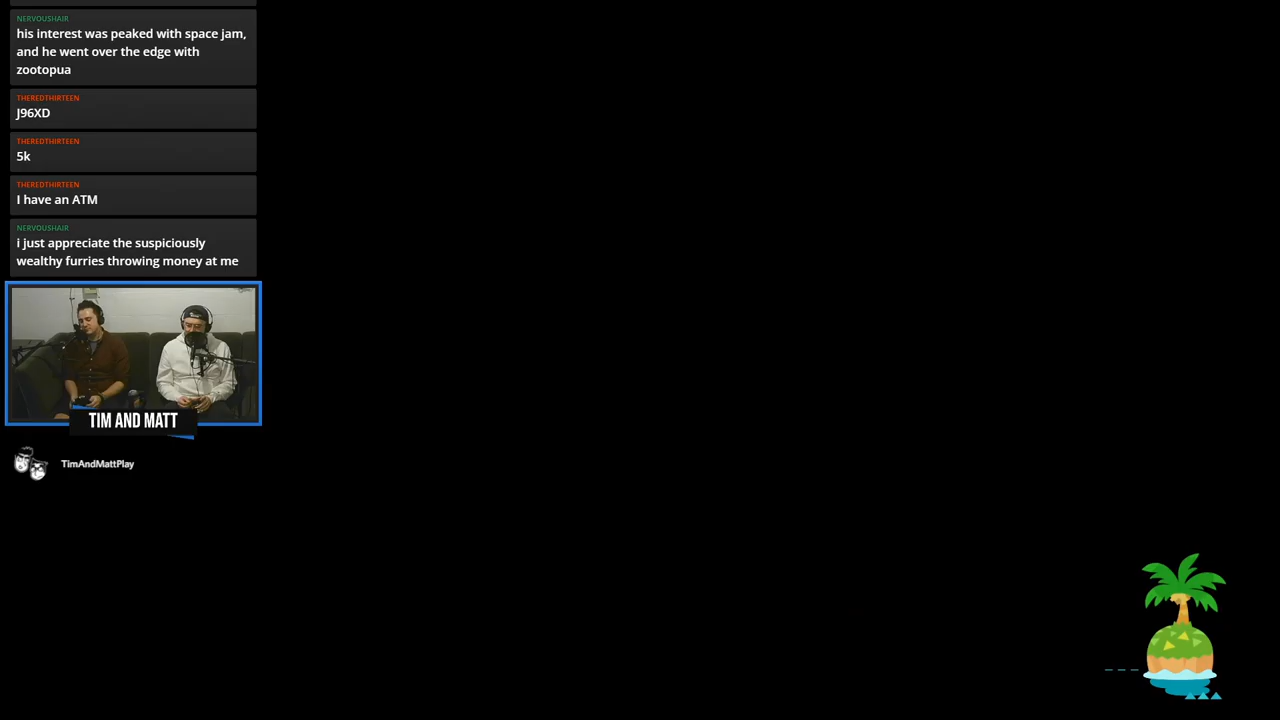 NERVOUSHAIR
his interest was peaked with space jam,
and he went over the edge with
zootopua
THEREDTHIRTEEN
J96XD
THEREDTHIRTEEN
5k
THEREDTHIRTEEN
I have an ATM
NERVOUSHAIR
i just appreciate the suspiciously
wealthy furries throwing money at me
TIM AND MATT
TimAndMattPlay